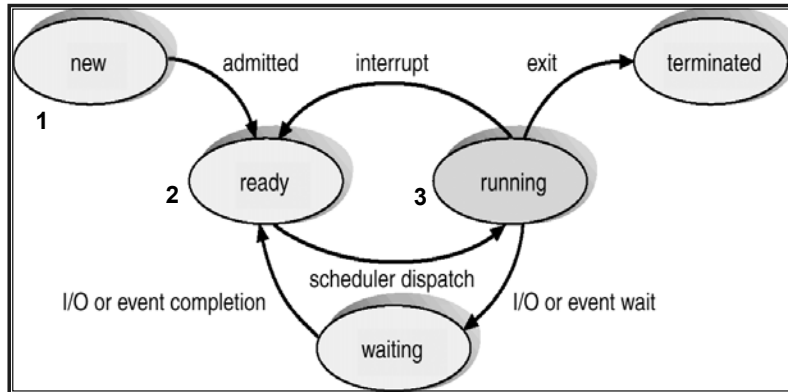 new
admitted
interrupt
exit
terminated
1
ready
running
2
3
scheduler dispatch
I/O or event completion
I/O or event wait
waiting